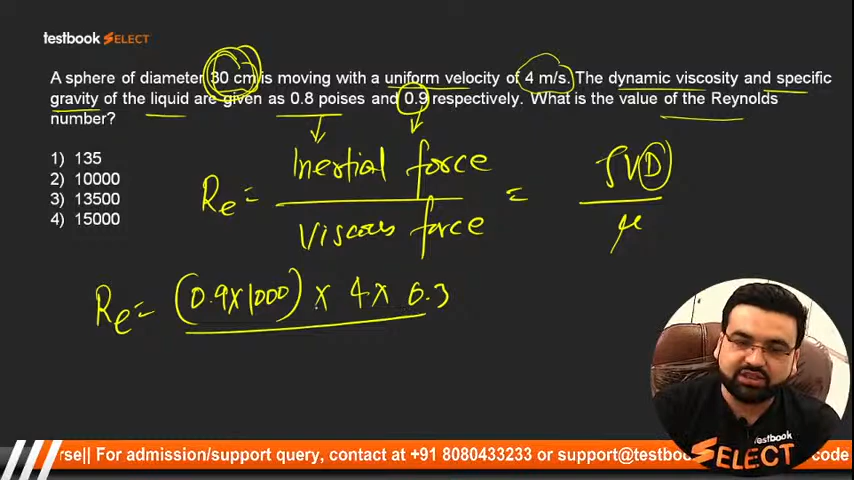 testbook SELECT
A sphere of diameter 30 cm is moving with a uniform velocity of 4 m/s. The dynamic viscosity and specific
gravity of the liquid are given as 0.8 poises and 0.9 respectively. What is the value of the Reynolds
number?
1) 135
2) 10000
3) 13500
4) 15000
Re = Inertial force / Viscous force = ρVD / μ
Re = (0.9×1000) × 4 × 0.3
testbook
SELECT
rse|| For admission/support query, contact at +91 8080433233 or support@testbo
code